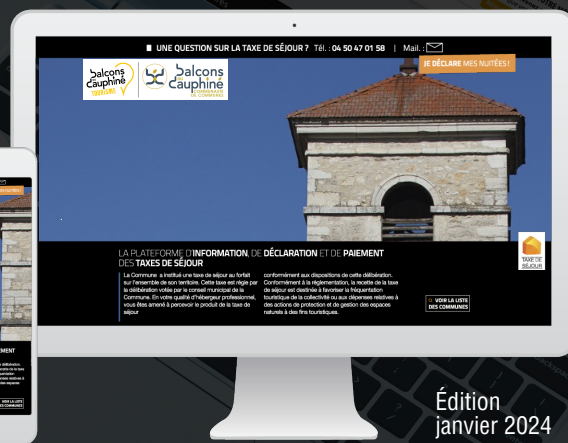 UNE QUESTION SUR LA TAXE DE SÉJOUR ? Tél. : 04 50 47 01 58 | Mail. :
JE DÉCLARE MES NUITÉES !
balcons
du
Dauphiné
TOURISME
balcons
du
Dauphiné
COMMUNAUTÉ
DE COMMUNES
LA PLATEFORME D'INFORMATION, DE DÉCLARATION ET DE PAIEMENT
DES TAXES DE SÉJOUR
La Commune a institué une taxe de séjour au forfait
sur l'ensemble de son territoire. Cette taxe est régie par
la délibération votée par le conseil municipal de la
Commune. En votre qualité d'hébergeur professionnel,
vous êtes amené à percevoir le produit de la taxe de
séjour
conformément aux dispositions de cette délibération.
Conformément à la réglementation, la recette de la taxe
de séjour est destinée à favoriser la fréquentation
touristique de la collectivité ou aux dépenses relatives à
des actions de protection et de gestion des espaces
naturels à des fins touristiques.
TAXE DE
SÉJOUR
VOIR LA LISTE
DES COMMUNES
Édition
janvier 2024